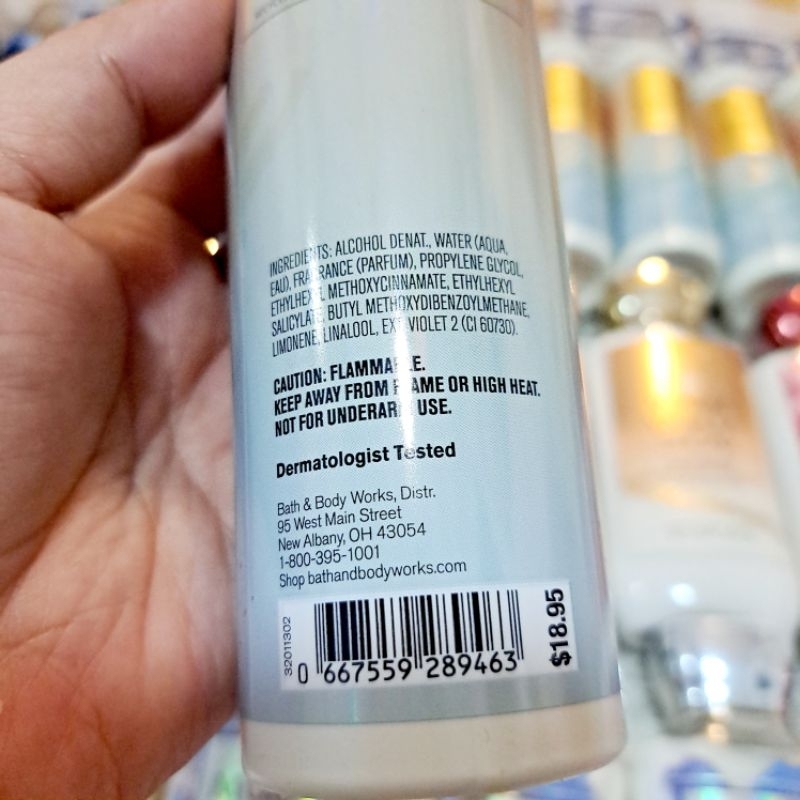 INGREDIENTS: ALCOHOL DENAT., WATER (AQUA,
EAU), FRAGRANCE (PARFUM), PROPYLENE GLYCOL,
ETHYLHEXYL METHOXYCINNAMATE, ETHYLHEXYL
SALICYLATE, BUTYL METHOXYDIBENZOYLMETHANE,
LIMONENE, LINALOOL, EXT. VIOLET 2 (CI 60730).
CAUTION: FLAMMABLE.
KEEP AWAY FROM FLAME OR HIGH HEAT.
NOT FOR UNDERARM USE.
Dermatologist Tested
Bath & Body Works, Distr.
95 West Main Street
New Albany, OH 43054
1-800-395-1001
Shop bathandbodyworks.com
32011302
0 667559 289463
$18.95